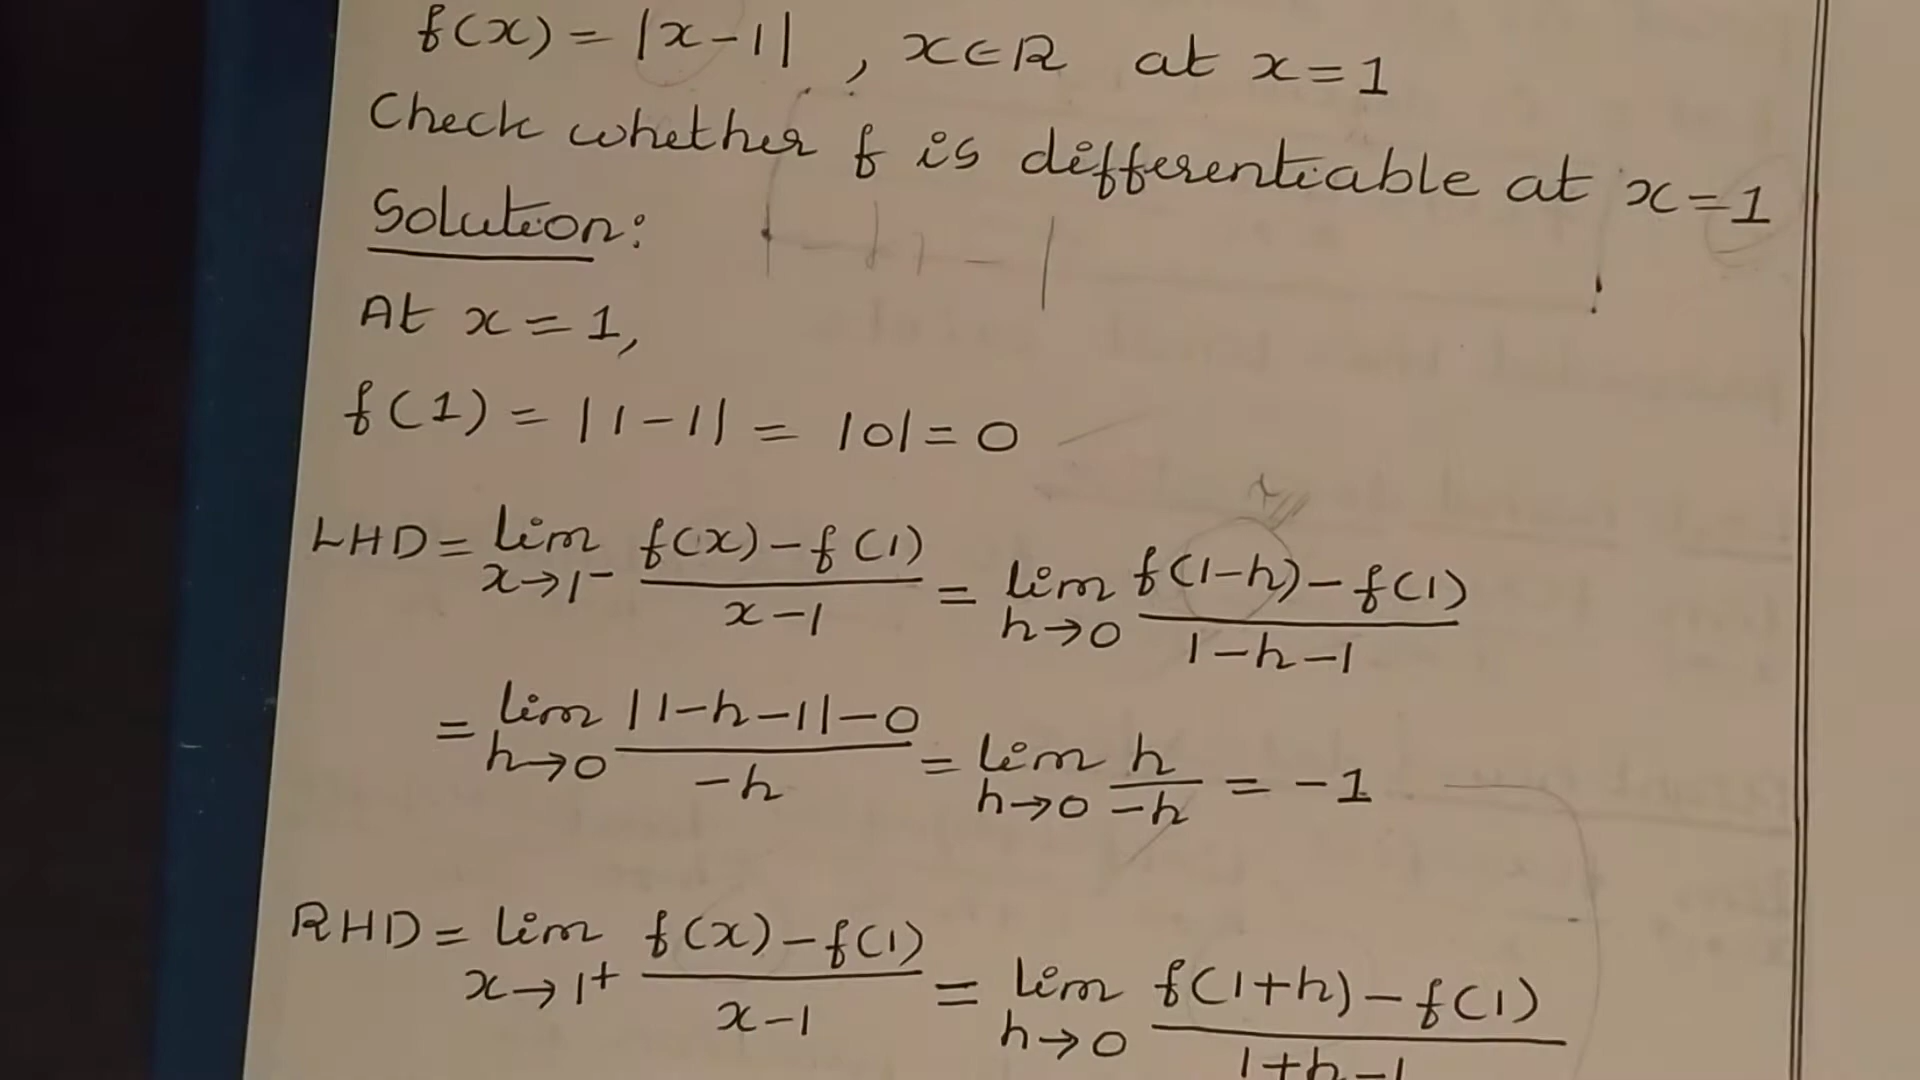 f(x) = |x-1| , x∈R at x=1
Check whether f is differentiable at x=1
Solution:
At x = 1,
f(1) = |1-1| = |0| = 0
LHD = lim x→1⁻ (f(x)-f(1))/(x-1) = lim h→0 (f(1-h)-f(1))/(1-h-1)
= lim h→0 (|1-h-1|-0)/(-h) = lim h→0 h/(-h) = -1
RHD = lim x→1⁺ (f(x)-f(1))/(x-1) = lim h→0 (f(1+h)-f(1))/(1+h-1)